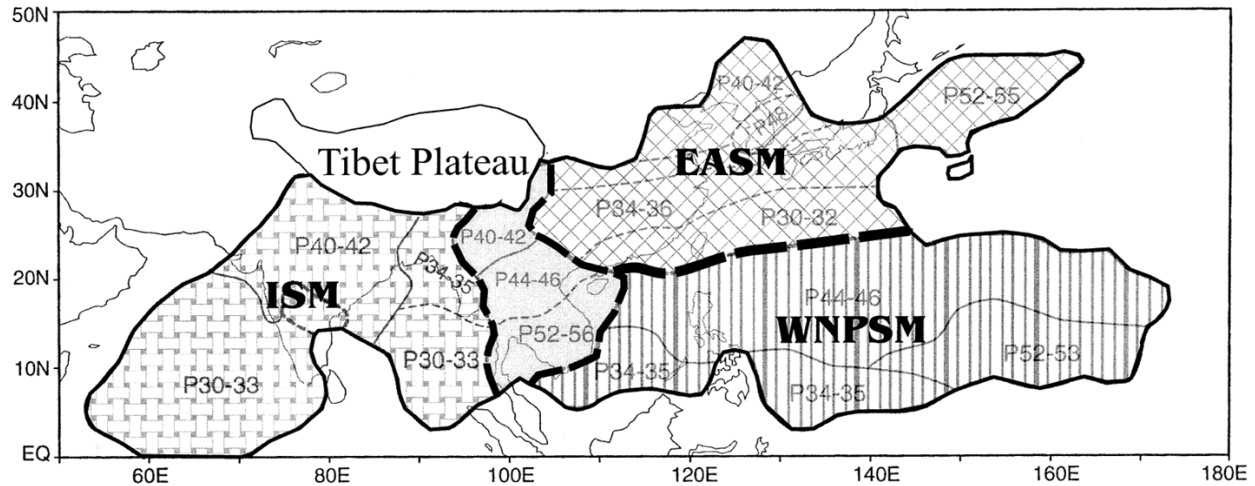 50N
40N
30N
20N
10N
EQ
60E
80E
100E
120E
140E
160E
180E
Tibet Plateau
EASM
ISM
WNPSM
P40-42
P48
P52-55
P34-36
P30-32
P40-42
P34-35
P40-42
P44-46
P52-56
P30-33
P30-33
P34-35
P44-46
P52-53
P34-35